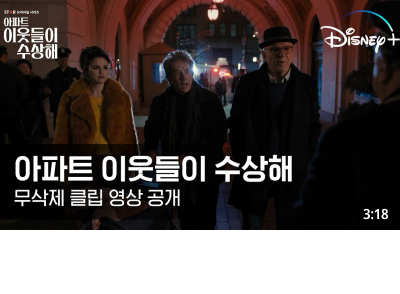 아파트
이웃들이
수상해
Disney+
아파트 이웃들이 수상해
무삭제 클립 영상 공개
3:18